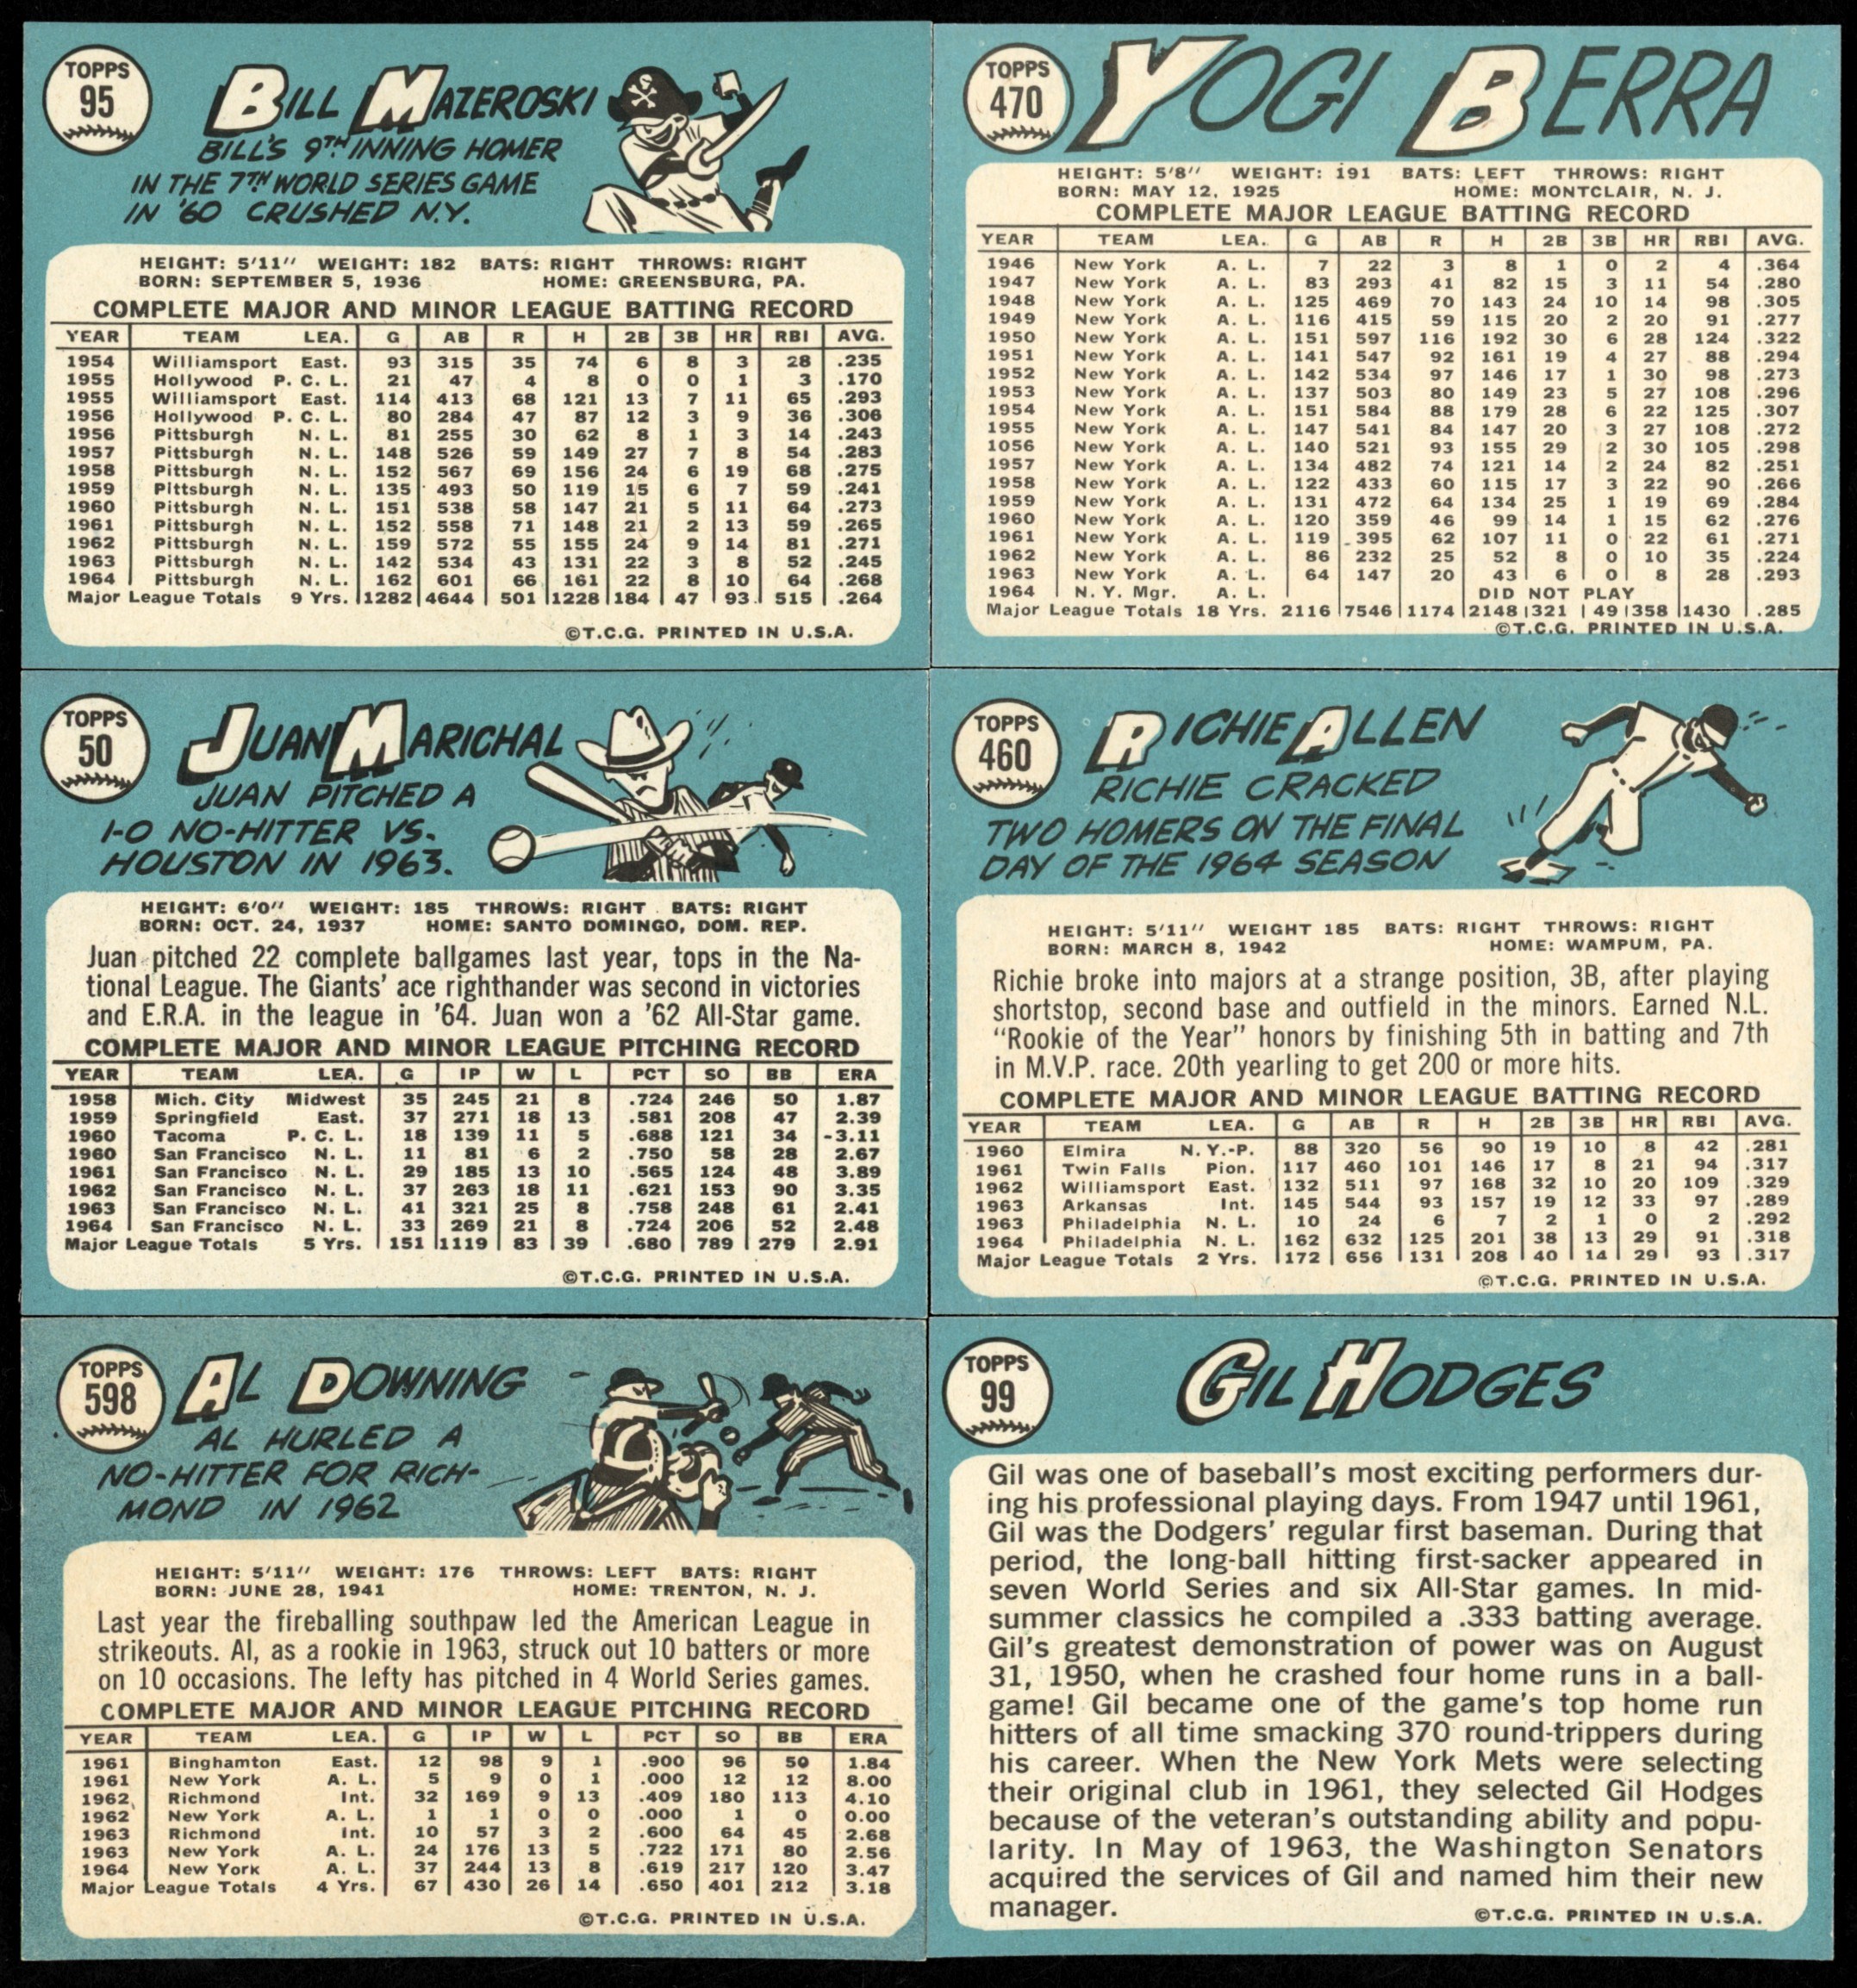 TOPPS
95
BILL MAZEROSKI
BILL'S 9TH INNING HOMER
IN THE 7TH WORLD SERIES GAME
IN '60 CRUSHED N.Y.
HEIGHT: 5'11" WEIGHT: 182 BATS: RIGHT THROWS: RIGHT
BORN: SEPTEMBER 5, 1936 HOME: GREENSBURG, PA.
COMPLETE MAJOR AND MINOR LEAGUE BATTING RECORD
YEAR TEAM LEA. G AB R H 2B 3B HR RBI AVG.
1954 Williamsport East. 93 315 35 74 6 8 3 28 .235
1955 Hollywood P. C. L. 21 47 4 8 0 0 1 3 .170
1955 Williamsport East. 114 413 68 121 13 7 11 65 .293
1956 Hollywood P. C. L. 80 284 47 87 12 3 9 36 .306
1956 Pittsburgh N. L. 81 255 30 62 8 1 3 14 .243
1957 Pittsburgh N. L. 148 526 59 149 27 7 8 54 .283
1958 Pittsburgh N. L. 152 567 69 156 24 6 19 68 .275
1959 Pittsburgh N. L. 135 493 50 119 15 6 7 59 .241
1960 Pittsburgh N. L. 151 538 58 147 21 5 11 64 .273
1961 Pittsburgh N. L. 152 558 71 148 21 2 13 59 .265
1962 Pittsburgh N. L. 159 572 55 155 24 9 14 81 .271
1963 Pittsburgh N. L. 142 534 43 131 22 3 8 52 .245
1964 Pittsburgh N. L. 162 601 66 161 22 8 10 64 .268
Major League Totals 9 Yrs. 1282 4644 501 1228 184 47 93 515 .264
©T.C.G. PRINTED IN U.S.A.
TOPPS
470
YOGI BERRA
HEIGHT: 5'8" WEIGHT: 191 BATS: LEFT THROWS: RIGHT
BORN: MAY 12, 1925 HOME: MONTCLAIR, N. J.
COMPLETE MAJOR LEAGUE BATTING RECORD
YEAR TEAM LEA. G AB R H 2B 3B HR RBI AVG.
1946 New York A. L. 7 22 3 8 1 0 2 4 .364
1947 New York A. L. 83 293 41 82 15 3 11 54 .280
1948 New York A. L. 125 469 70 143 24 10 14 98 .305
1949 New York A. L. 116 415 59 115 20 2 20 91 .277
1950 New York A. L. 151 597 116 192 30 6 28 124 .322
1951 New York A. L. 141 547 92 161 19 4 27 88 .294
1952 New York A. L. 142 534 97 146 17 1 30 98 .273
1953 New York A. L. 137 503 80 149 23 5 27 108 .296
1954 New York A. L. 151 584 88 179 28 6 22 125 .307
1955 New York A. L. 147 541 84 147 20 3 27 108 .272
1056 New York A. L. 140 521 93 155 29 2 30 105 .298
1957 New York A. L. 134 482 74 121 14 2 24 82 .251
1958 New York A. L. 122 433 60 115 17 3 22 90 .266
1959 New York A. L. 131 472 64 134 25 1 19 69 .284
1960 New York A. L. 120 359 46 99 14 1 15 62 .276
1961 New York A. L. 119 395 62 107 11 0 22 61 .271
1962 New York A. L. 86 232 25 52 8 0 10 35 .224
1963 New York A. L. 64 147 20 43 6 0 8 28 .293
1964 N. Y. Mgr. A. L. DID NOT PLAY
Major League Totals 18 Yrs. 2116 7546 1174 2148 321 49 358 1430 .285
©T.C.G. PRINTED IN U.S.A.
TOPPS
50
JUAN MARICHAL
JUAN PITCHED A
1-0 NO-HITTER VS.
HOUSTON IN 1963.
HEIGHT: 6'0" WEIGHT: 185 THROWS: RIGHT BATS: RIGHT
BORN: OCT. 24, 1937 HOME: SANTO DOMINGO, DOM. REP.
Juan pitched 22 complete ballgames last year, tops in the Na-
tional League. The Giants' ace righthander was second in victories
and E.R.A. in the league in '64. Juan won a '62 All-Star game.
COMPLETE MAJOR AND MINOR LEAGUE PITCHING RECORD
YEAR TEAM LEA. G IP W L PCT SO BB ERA
1958 Mich. City Midwest 35 245 21 8 .724 246 50 1.87
1959 Springfield East. 37 271 18 13 .581 208 47 2.39
1960 Tacoma P. C. L. 18 139 11 5 .688 121 34 3.11
1960 San Francisco N. L. 11 81 6 2 .750 58 28 2.67
1961 San Francisco N. L. 29 185 13 10 .565 124 48 3.89
1962 San Francisco N. L. 37 263 18 11 .621 153 90 3.35
1963 San Francisco N. L. 41 321 25 8 .758 248 61 2.41
1964 San Francisco N. L. 33 269 21 8 .724 206 52 2.48
Major League Totals 5 Yrs. 151 1119 83 39 .680 789 279 2.91
©T.C.G. PRINTED IN U.S.A.
TOPPS
460
RICHIE ALLEN
RICHIE CRACKED
TWO HOMERS ON THE FINAL
DAY OF THE 1964 SEASON
HEIGHT: 5'11" WEIGHT 185 BATS: RIGHT THROWS: RIGHT
BORN: MARCH 8, 1942 HOME: WAMPUM, PA.
Richie broke into majors at a strange position, 3B, after playing
shortstop, second base and outfield in the minors. Earned N.L.
"Rookie of the Year" honors by finishing 5th in batting and 7th
in M.V.P. race. 20th yearling to get 200 or more hits.
COMPLETE MAJOR AND MINOR LEAGUE BATTING RECORD
YEAR TEAM LEA. G AB R H 2B 3B HR RBI AVG.
1960 Elmira N. Y.-P. 88 320 56 90 19 10 8 42 .281
1961 Twin Falls Pion. 117 460 101 146 17 8 21 94 .317
1962 Williamsport East. 132 511 97 168 32 10 20 109 .329
1963 Arkansas Int. 145 544 93 157 19 12 33 97 .289
1963 Philadelphia N. L. 10 24 6 7 2 1 0 2 .292
1964 Philadelphia N. L. 162 632 125 201 38 13 29 91 .318
Major League Totals 2 Yrs. 172 656 131 208 40 14 29 93 .317
©T.C.G. PRINTED IN U.S.A.
TOPPS
598
AL DOWNING
AL HURLED A
NO-HITTER FOR RICH-
MOND IN 1962
HEIGHT: 5'11" WEIGHT: 176 THROWS: LEFT BATS: RIGHT
BORN: JUNE 28, 1941 HOME: TRENTON, N. J.
Last year the fireballing southpaw led the American League in
strikeouts. Al, as a rookie in 1963, struck out 10 batters or more
on 10 occasions. The lefty has pitched in 4 World Series games.
COMPLETE MAJOR AND MINOR LEAGUE PITCHING RECORD
YEAR TEAM LEA. G IP W L PCT SO BB ERA
1961 Binghamton East. 12 98 9 1 .900 96 50 1.84
1961 New York A. L. 5 9 0 1 .000 12 12 8.00
1962 Richmond Int. 32 169 9 13 .409 180 113 4.10
1962 New York A. L. 1 1 0 0 .000 1 0 0.00
1963 Richmond Int. 10 57 3 2 .600 64 45 2.68
1963 New York A. L. 24 176 13 5 .722 171 80 2.56
1964 New York A. L. 37 244 13 8 .619 217 120 3.47
Major League Totals 4 Yrs. 67 430 26 14 .650 401 212 3.18
©T.C.G. PRINTED IN U.S.A.
TOPPS
99
GIL HODGES
Gil was one of baseball's most exciting performers dur-
ing his professional playing days. From 1947 until 1961,
Gil was the Dodgers' regular first baseman. During that
period, the long-ball hitting first-sacker appeared in
seven World Series and six All-Star games. In mid-
summer classics he compiled a .333 batting average.
Gil's greatest demonstration of power was on August
31, 1950, when he crashed four home runs in a ball-
game! Gil became one of the game's top home run
hitters of all time smacking 370 round-trippers during
his career. When the New York Mets were selecting
their original club in 1961, they selected Gil Hodges
because of the veteran's outstanding ability and popu-
larity. In May of 1963, the Washington Senators
acquired the services of Gil and named him their new
manager.
©T.C.G. PRINTED IN U.S.A.